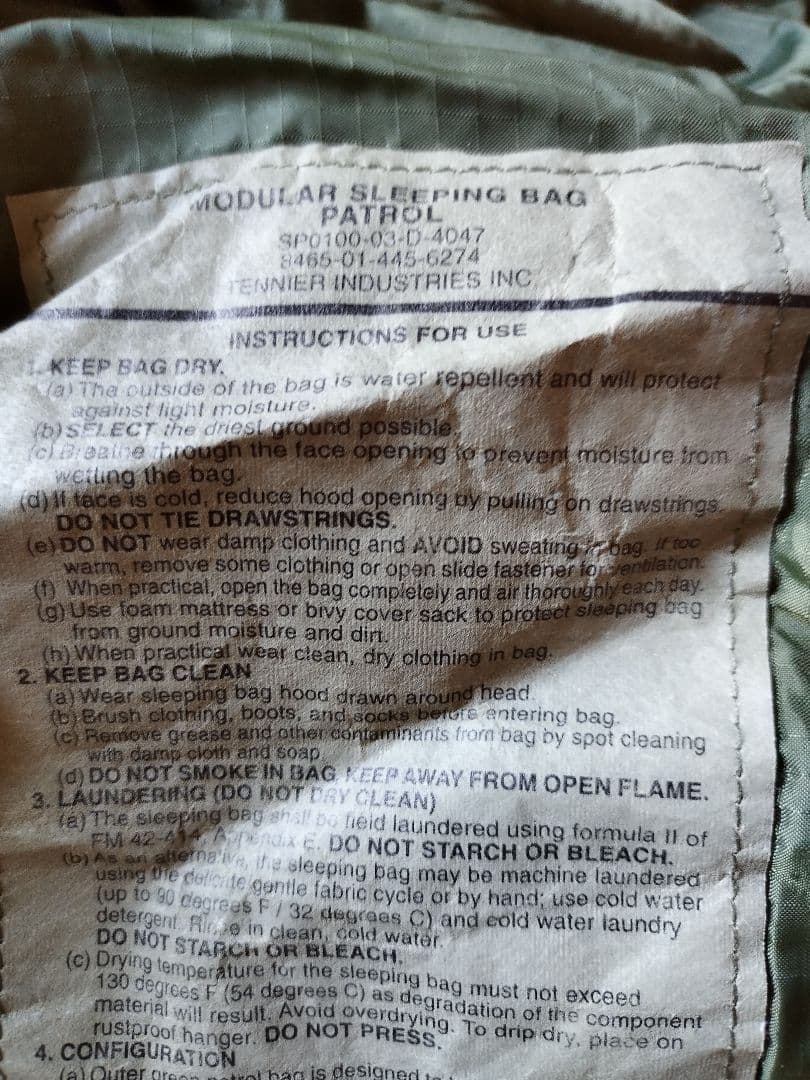 MODULAR SLEEPING BAG
PATROL
SP0100-03-D-4047
8465-01-445-6274
TENNIER INDUSTRIES INC.
INSTRUCTIONS FOR USE
1. KEEP BAG DRY.
(a) The outside of the bag is water repellent and will protect
against light moisture.
(b) SELECT the driest ground possible.
(c) Breathe through the face opening to prevent moisture from
wetting the bag.
(d) If face is cold, reduce hood opening by pulling on drawstrings.
DO NOT TIE DRAWSTRINGS.
(e) DO NOT wear damp clothing and AVOID sweating in bag. If too
warm, remove some clothing or open slide fastener for ventilation.
(f) When practical, open the bag completely and air thoroughly each day.
(g) Use foam mattress or bivy cover sack to protect sleeping bag
from ground moisture and dirt.
(h) When practical wear clean, dry clothing in bag.
2. KEEP BAG CLEAN
(a) Wear sleeping bag hood drawn around head.
(b) Brush clothing, boots, and socks before entering bag.
(c) Remove grease and other contaminants from bag by spot cleaning
with damp cloth and soap.
(d) DO NOT SMOKE IN BAG. KEEP AWAY FROM OPEN FLAME.
3. LAUNDERING (DO NOT DRY CLEAN)
(a) The sleeping bag shall be field laundered using formula II of
FM 42-414, Appendix E. DO NOT STARCH OR BLEACH.
(b) As an alternative, the sleeping bag may be machine laundered
using the delicate gentle fabric cycle or by hand; use cold water
(up to 90 degrees F / 32 degrees C) and cold water laundry
detergent. Rinse in clean, cold water.
DO NOT STARCH OR BLEACH.
(c) Drying temperature for the sleeping bag must not exceed
130 degrees F (54 degrees C) as degradation of the component
material will result. Avoid overdrying. To drip dry, place on
rustproof hanger. DO NOT PRESS.
4. CONFIGURATION
(a) Outer green patrol bag is designed to